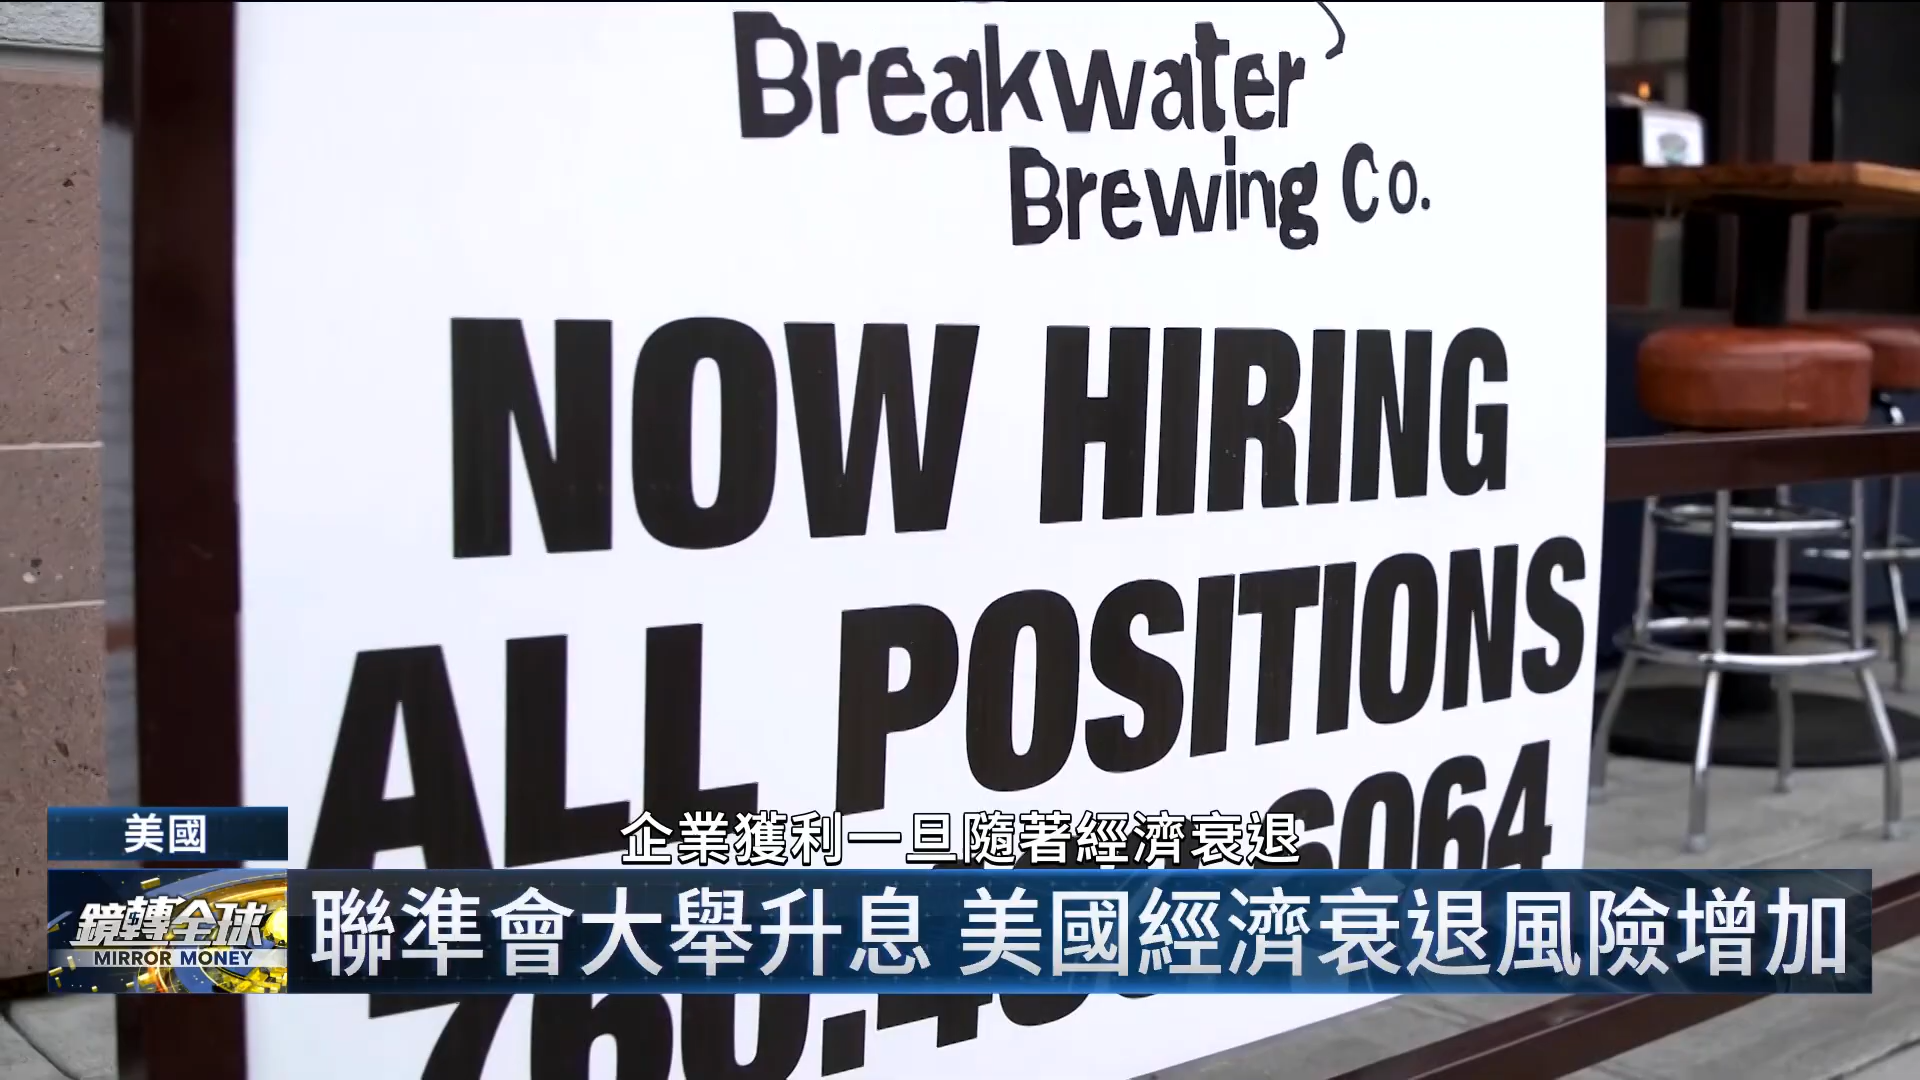 Breakwater
Brewing Co.
NOW HIRING
ALL POSITIONS
6064
企業獲利一旦隨著經濟衰退
美國
鏡轉全球
MIRROR MONEY
聯準會大舉升息 美國經濟衰退風險增加